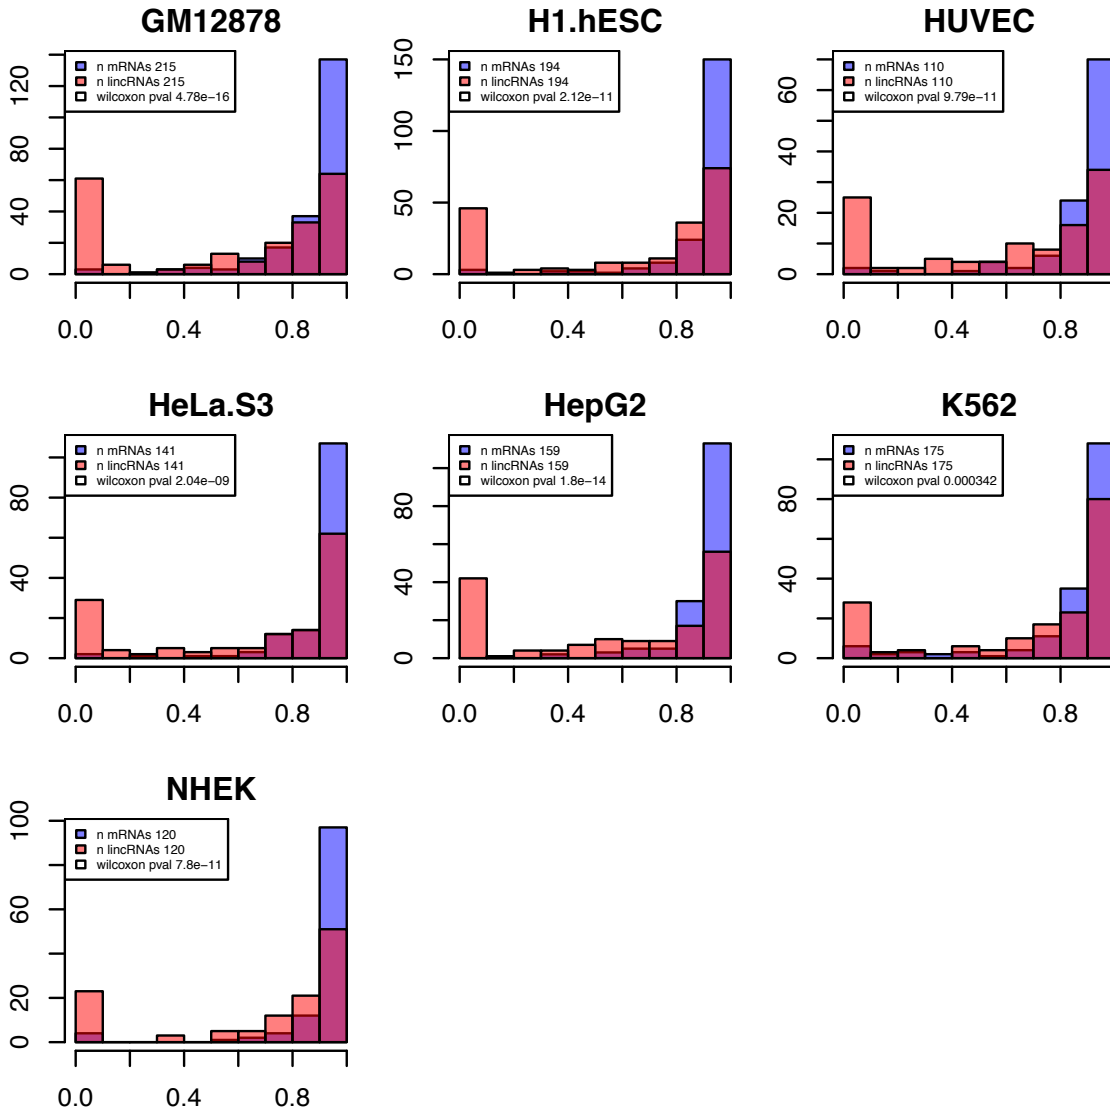 GM12878
n mRNAs 215
n lincRNAs 215
wilcoxon pval 4.78e−16
0 40 80 120
0.0 0.4 0.8
H1.hESC
n mRNAs 194
n lincRNAs 194
wilcoxon pval 2.12e−11
0 50 100 150
0.0 0.4 0.8
HUVEC
n mRNAs 110
n lincRNAs 110
wilcoxon pval 9.79e−11
0 20 40 60
0.0 0.4 0.8
HeLa.S3
n mRNAs 141
n lincRNAs 141
wilcoxon pval 2.04e−09
0 40 80
0.0 0.4 0.8
HepG2
n mRNAs 159
n lincRNAs 159
wilcoxon pval 1.8e−14
0 40 80
0.0 0.4 0.8
K562
n mRNAs 175
n lincRNAs 175
wilcoxon pval 0.000342
0 40 80
0.0 0.4 0.8
NHEK
n mRNAs 120
n lincRNAs 120
wilcoxon pval 7.8e−11
0 20 60 100
0.0 0.4 0.8